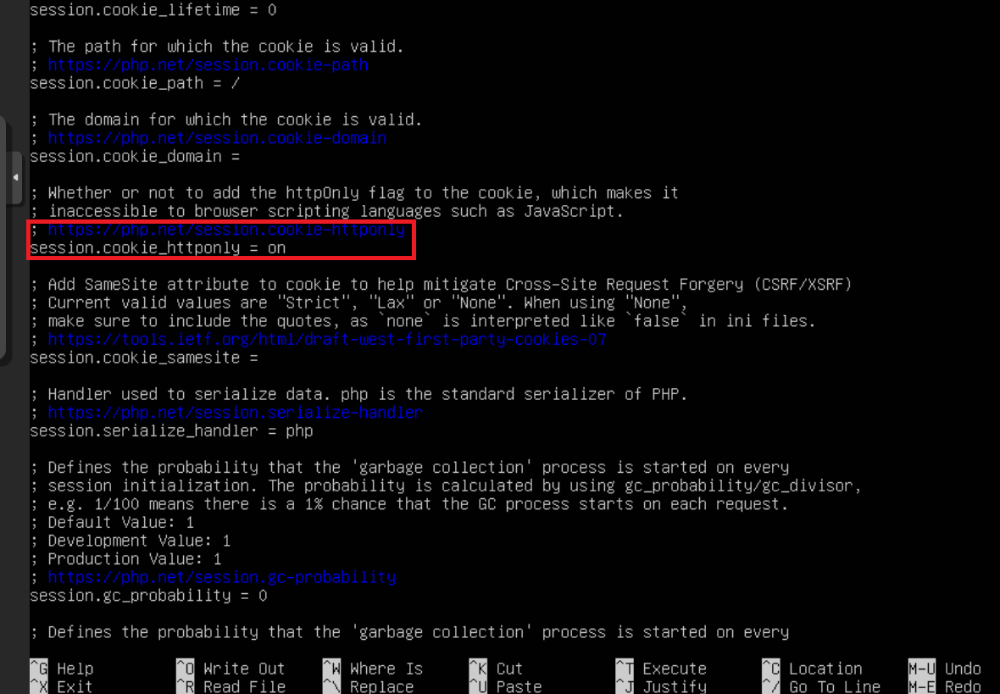 session.cookie_lifetime = 0
; The path for which the cookie is valid.
; https://php.net/session.cookie-path
session.cookie_path = /
; The domain for which the cookie is valid.
; https://php.net/session.cookie-domain
session.cookie_domain =
; Whether or not to add the httpOnly flag to the cookie, which makes it
; inaccessible to browser scripting languages such as JavaScript.
; https://php.net/session.cookie-httponly
session.cookie_httponly = on
; Add SameSite attribute to cookie to help mitigate Cross-Site Request Forgery (CSRF/XSRF)
; Current valid values are "Strict", "Lax" or "None". When using "None",
; make sure to include the quotes, as `none` is interpreted like `false` in ini files.
; https://tools.ietf.org/html/draft-west-first-party-cookies-07
session.cookie_samesite =
; Handler used to serialize data. php is the standard serializer of PHP.
; https://php.net/session.serialize-handler
session.serialize_handler = php
; Defines the probability that the 'garbage collection' process is started on every
; session initialization. The probability is calculated by using gc_probability/gc_divisor,
; e.g. 1/100 means there is a 1% chance that the GC process starts on each request.
; Default Value: 1
; Development Value: 1
; Production Value: 1
; https://php.net/session.gc-probability
session.gc_probability = 0
; Defines the probability that the 'garbage collection' process is started on every
^G Help ^O Write Out ^W Where Is ^K Cut ^T Execute ^C Location M-U Undo
^X Exit ^R Read File ^\ Replace ^U Paste ^J Justify ^/ Go To Line M-E Redo